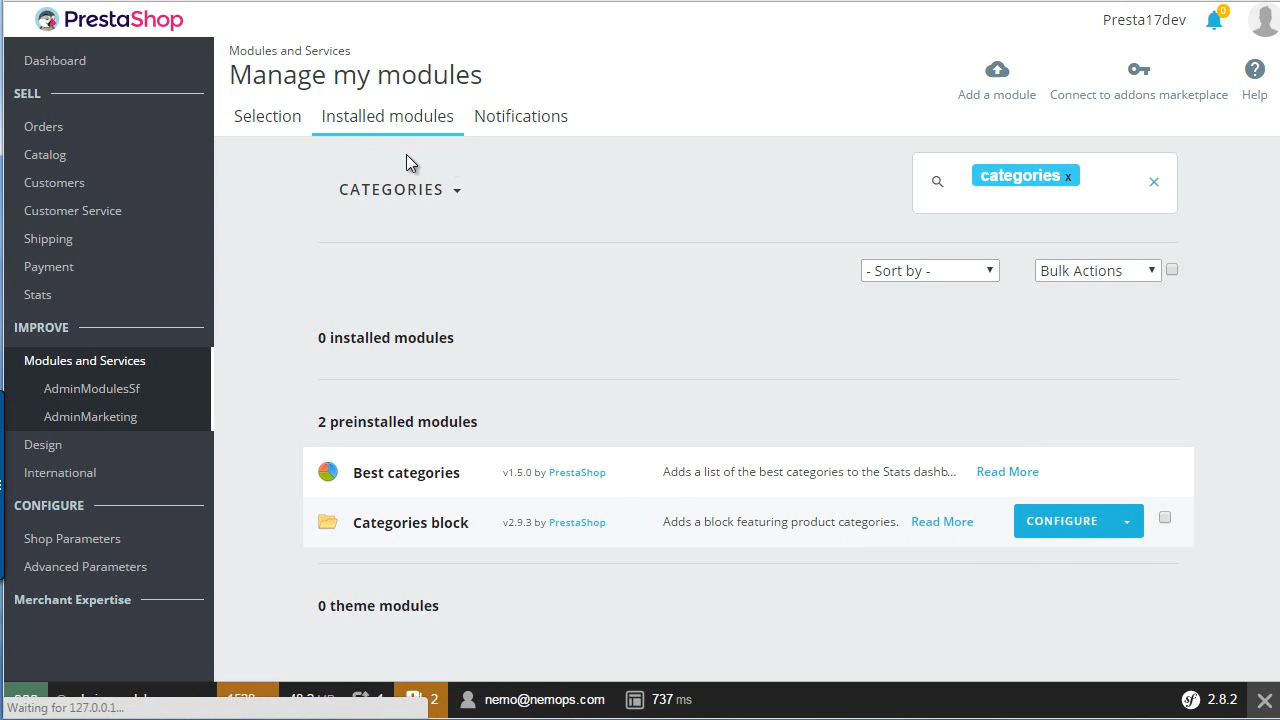 PrestaShop
Presta17dev
0
Modules and Services
Manage my modules
Add a module
Connect to addons marketplace
Help
Selection
Installed modules
Notifications
Dashboard
SELL
Orders
Catalog
Customers
Customer Service
Shipping
Payment
Stats
IMPROVE
Modules and Services
AdminModulesSf
AdminMarketing
Design
International
CONFIGURE
Shop Parameters
Advanced Parameters
Merchant Expertise
CATEGORIES
categories x
- Sort by -
Bulk Actions
0 installed modules
2 preinstalled modules
Best categories v1.5.0 by PrestaShop Adds a list of the best categories to the Stats dashb... Read More
Categories block v2.9.3 by PrestaShop Adds a block featuring product categories. Read More CONFIGURE
0 theme modules
2
nemo@nemops.com
737 ms
sf 2.8.2
Waiting for 127.0.0.1...